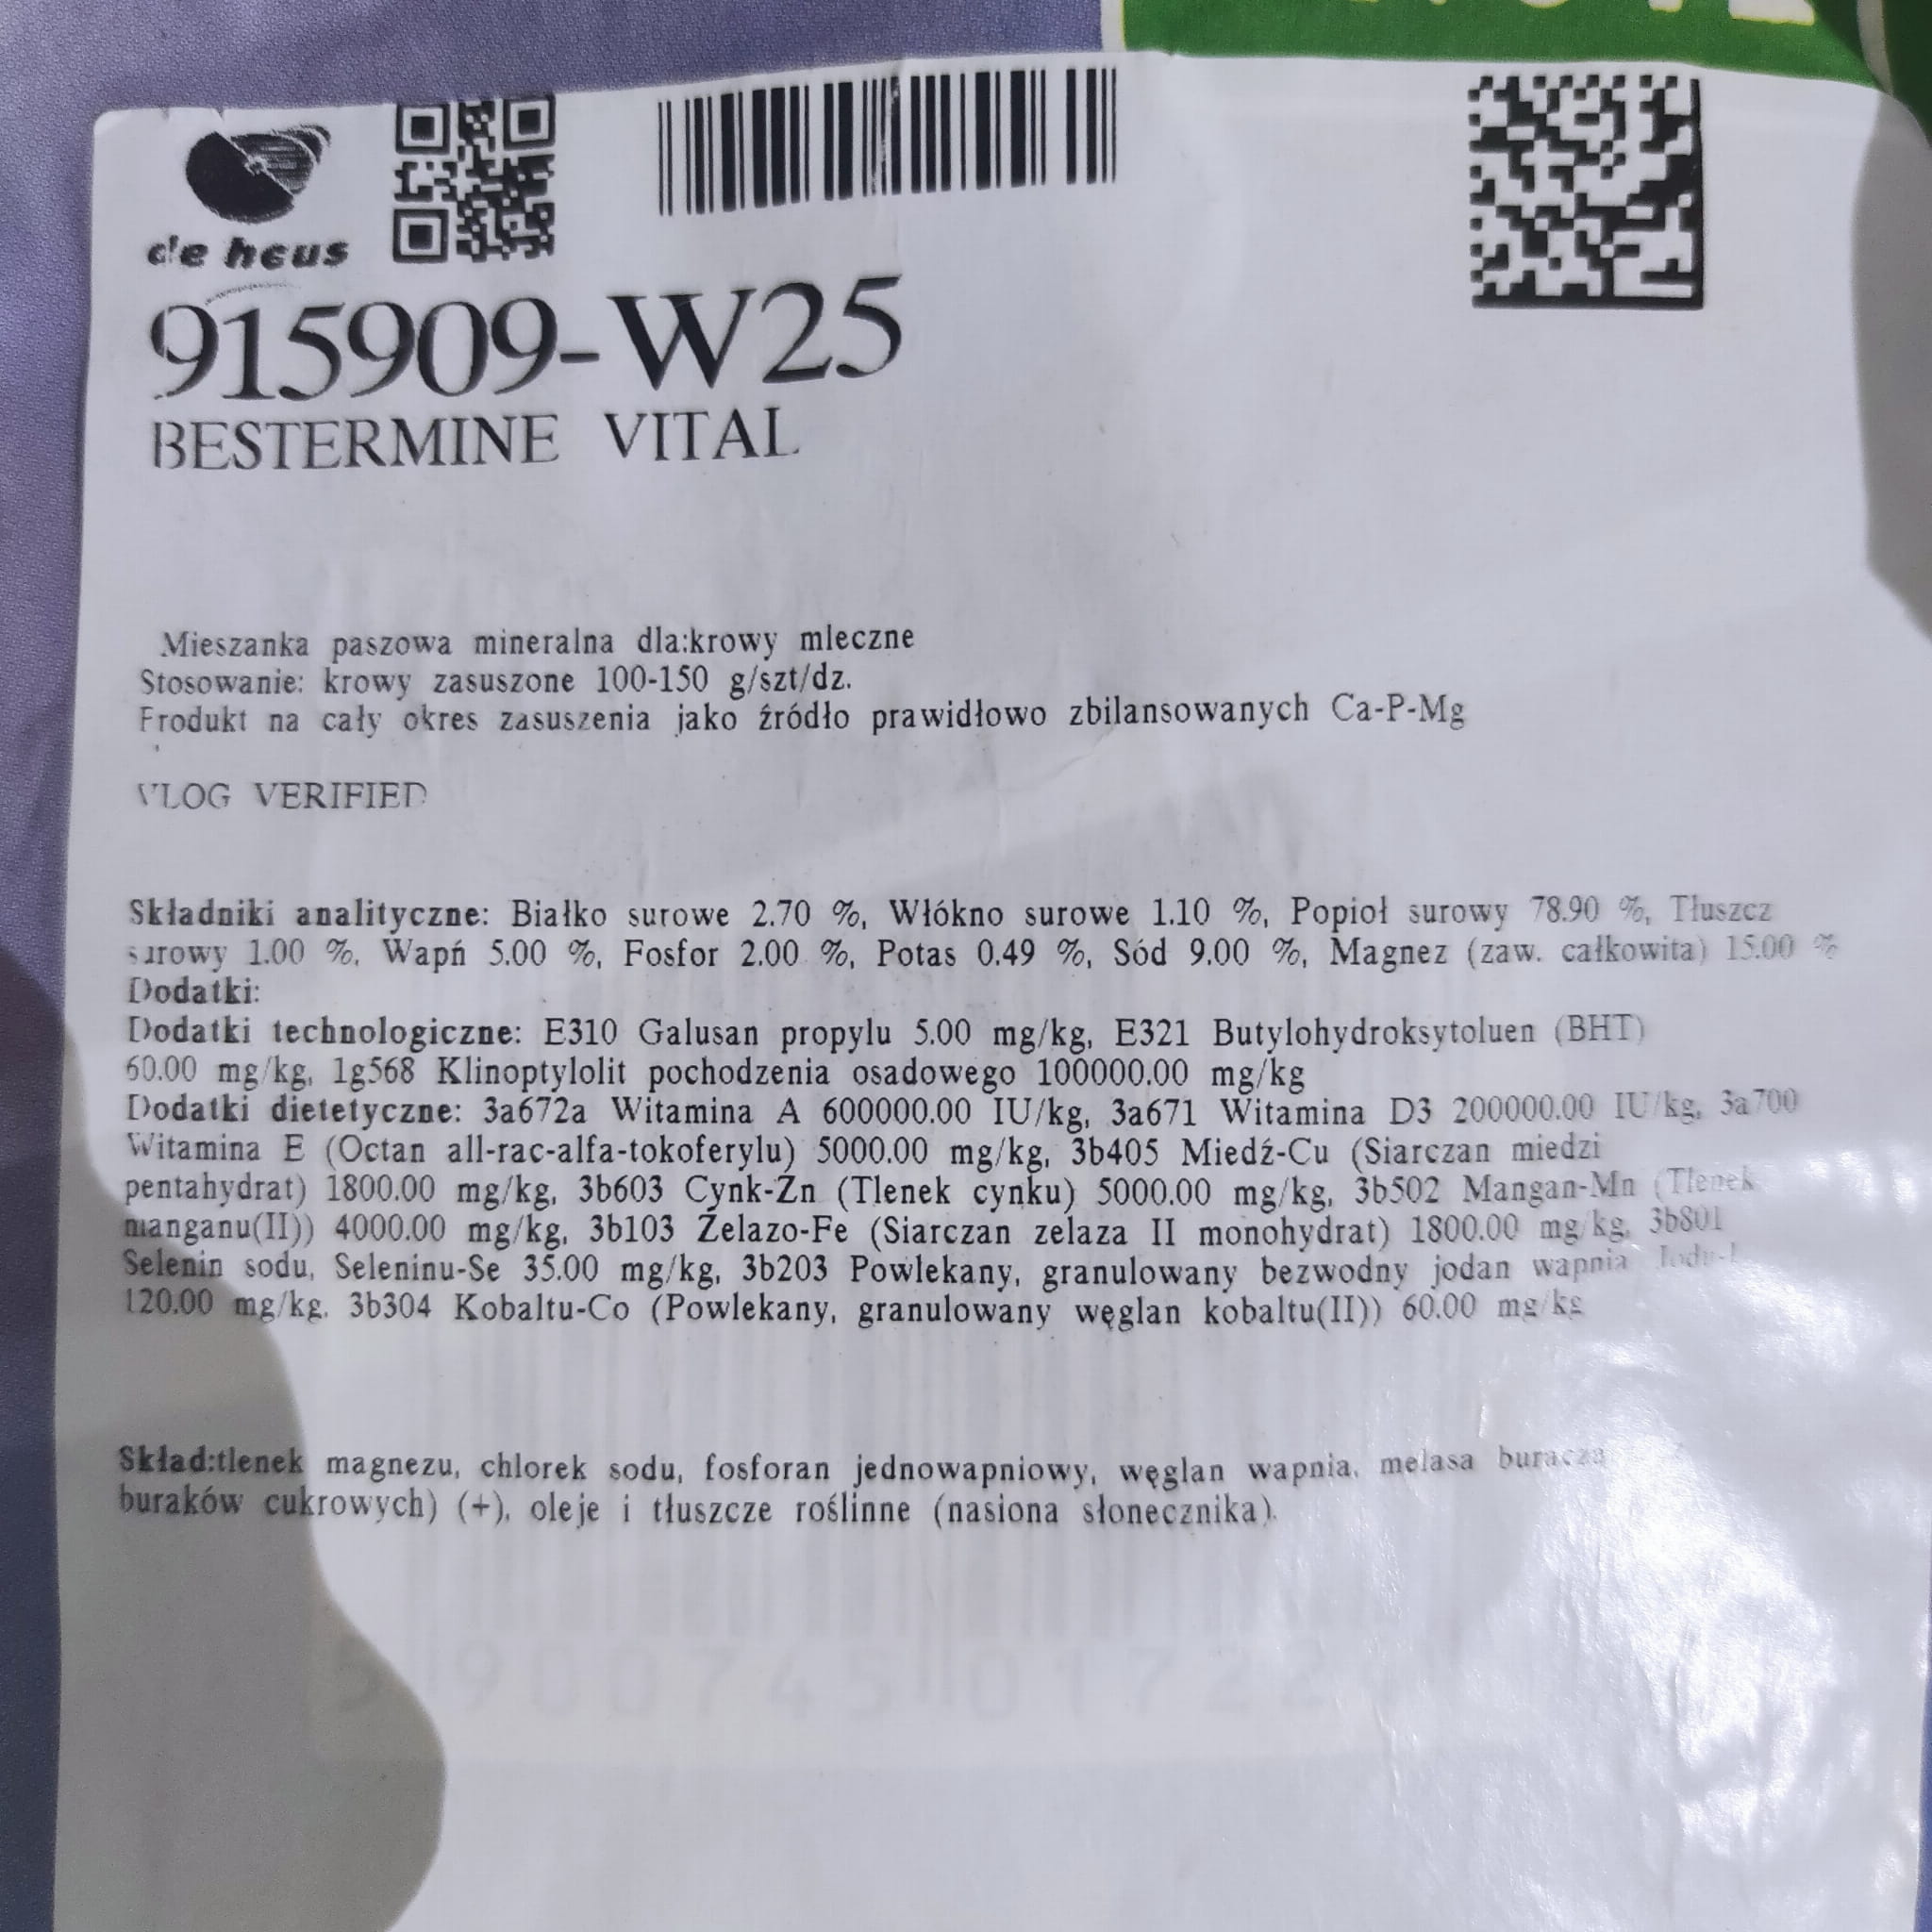 de heus
915909-W25
BESTERMINE VITAL
Mieszanka paszowa mineralna dla:krowy mleczne
Stosowanie: krowy zasuszone 100-150 g/szt/dz.
Produkt na cały okres zasuszenia jako źródło prawidłowo zbilansowanych Ca-P-Mg
VLOG VERIFIED
Składniki analityczne: Białko surowe 2.70 %, Włókno surowe 1.10 %, Popioł surowy 78.90 %, Tłuszcz
surowy 1.00 %, Wapń 5.00 %, Fosfor 2.00 %, Potas 0.49 %, Sód 9.00 %, Magnez (zaw. całkowita) 15.00 %
Dodatki:
Dodatki technologiczne: E310 Galusan propylu 5.00 mg/kg, E321 Butylohydroksytoluen (BHT)
60.00 mg/kg, 1g568 Klinoptylolit pochodzenia osadowego 100000.00 mg/kg
Dodatki dietetyczne: 3a672a Witamina A 600000.00 IU/kg, 3a671 Witamina D3 200000.00 IU/kg, 3a700
Witamina E (Octan all-rac-alfa-tokoferylu) 5000.00 mg/kg, 3b405 Miedź-Cu (Siarczan miedzi
pentahydrat) 1800.00 mg/kg, 3b603 Cynk-Zn (Tlenek cynku) 5000.00 mg/kg, 3b502 Mangan-Mn (Tlenek
manganu(II)) 4000.00 mg/kg, 3b103 Żelazo-Fe (Siarczan zelaza II monohydrat) 1800.00 mg/kg, 3b801
Selenin sodu, Seleninu-Se 35.00 mg/kg, 3b203 Powlekany, granulowany bezwodny jodan wapnia Jodu-I
120.00 mg/kg, 3b304 Kobaltu-Co (Powlekany, granulowany węglan kobaltu(II)) 60.00 mg/kg
Skład:tlenek magnezu, chlorek sodu, fosforan jednowapniowy, węglan wapnia, melasa
buraków cukrowych) (+), oleje i tłuszcze roślinne (nasiona słonecznika).
5 900745 01722